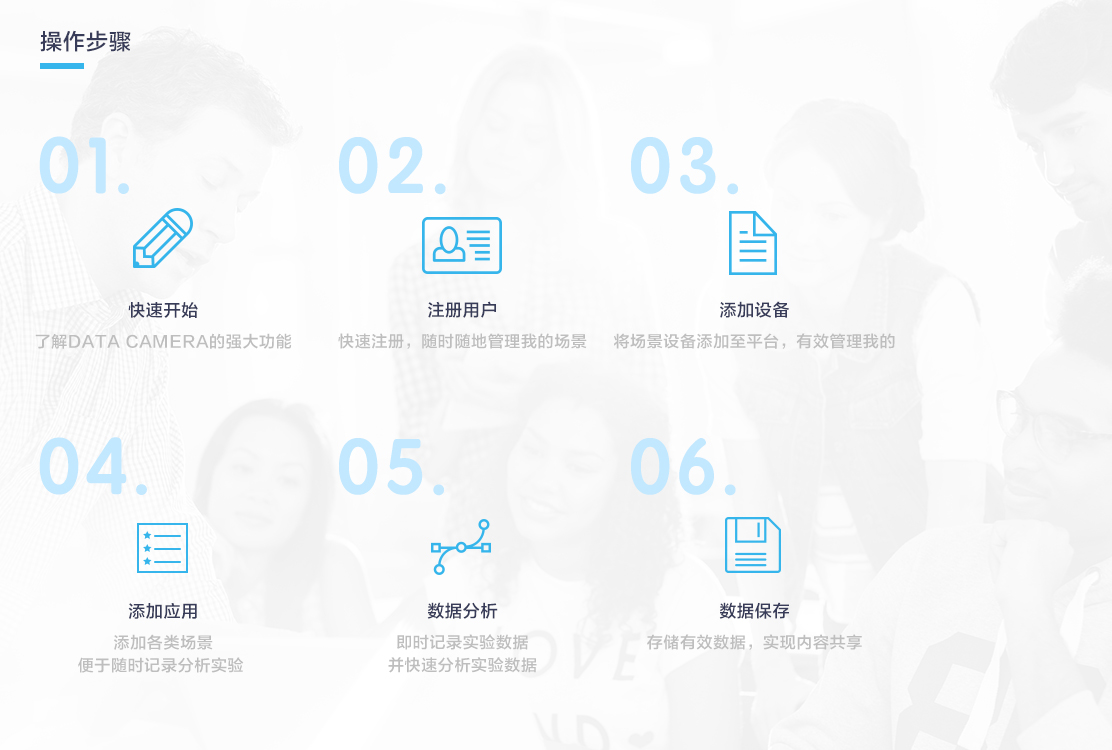 操作步骤
01.
快速开始
了解DATA CAMERA的强大功能
02.
注册用户
快速注册，随时随地管理我的场景
03.
添加设备
将场景设备添加至平台，有效管理我的
04.
添加应用
添加各类场景
便于随时记录分析实验
05.
数据分析
即时记录实验数据
并快速分析实验数据
06.
数据保存
存储有效数据，实现内容共享
OVE